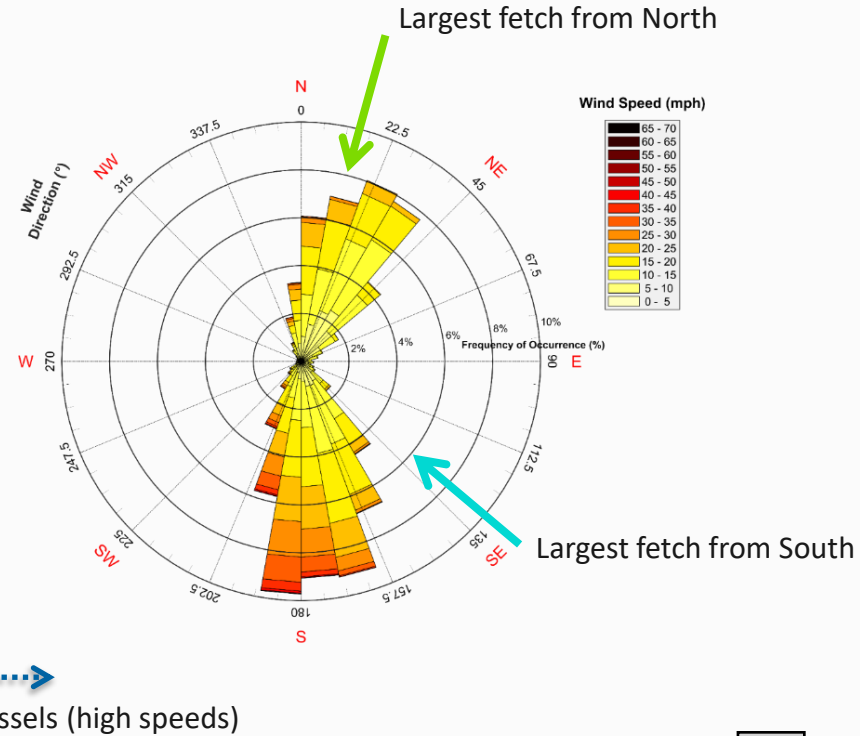 Largest fetch from North
N
0
22.5
NE
45
67.5
90
E
112.5
135
SE
157.5
180
S
202.5
225
SW
247.5
270
W
292.5
315
NW
337.5
Wind
Direction (°)
2%
4%
6%
8%
10%
Frequency of Occurrence (%)
Wind Speed (mph)
65 - 70
60 - 65
55 - 60
50 - 55
45 - 50
40 - 45
35 - 40
30 - 35
25 - 30
20 - 25
15 - 20
10 - 15
5 - 10
0 - 5
Largest fetch from South
ssels (high speeds)